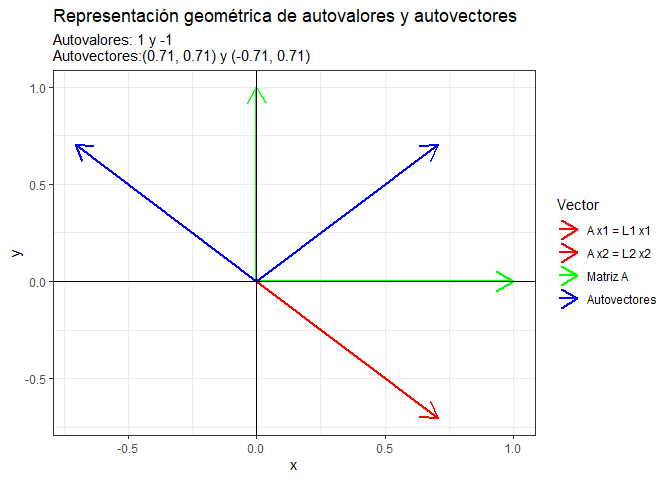 Representación geométrica de autovalores y autovectores
Autovalores: 1 y -1
Autovectores:(0.71, 0.71) y (-0.71, 0.71)
1.0
0.5
0.0
-0.5
y
-0.5
0.0
0.5
1.0
x
Vector
A x1 = L1 x1
A x2 = L2 x2
Matriz A
Autovectores